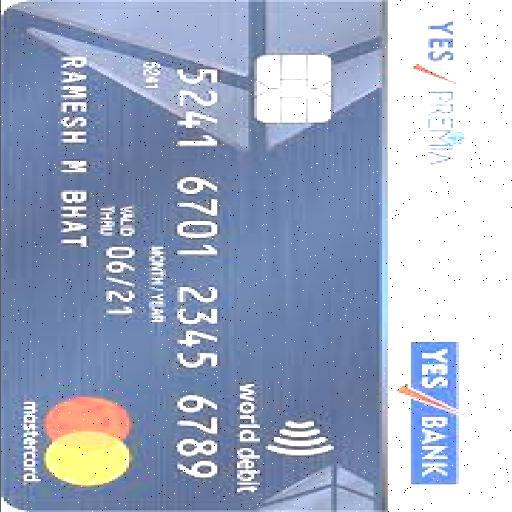 YES PREMIA
YES BANK
world debit
5241 6701 2345 6789
5241
MONTH / YEAR
VALID THRU 06/21
RAMESH M BHAT
mastercard